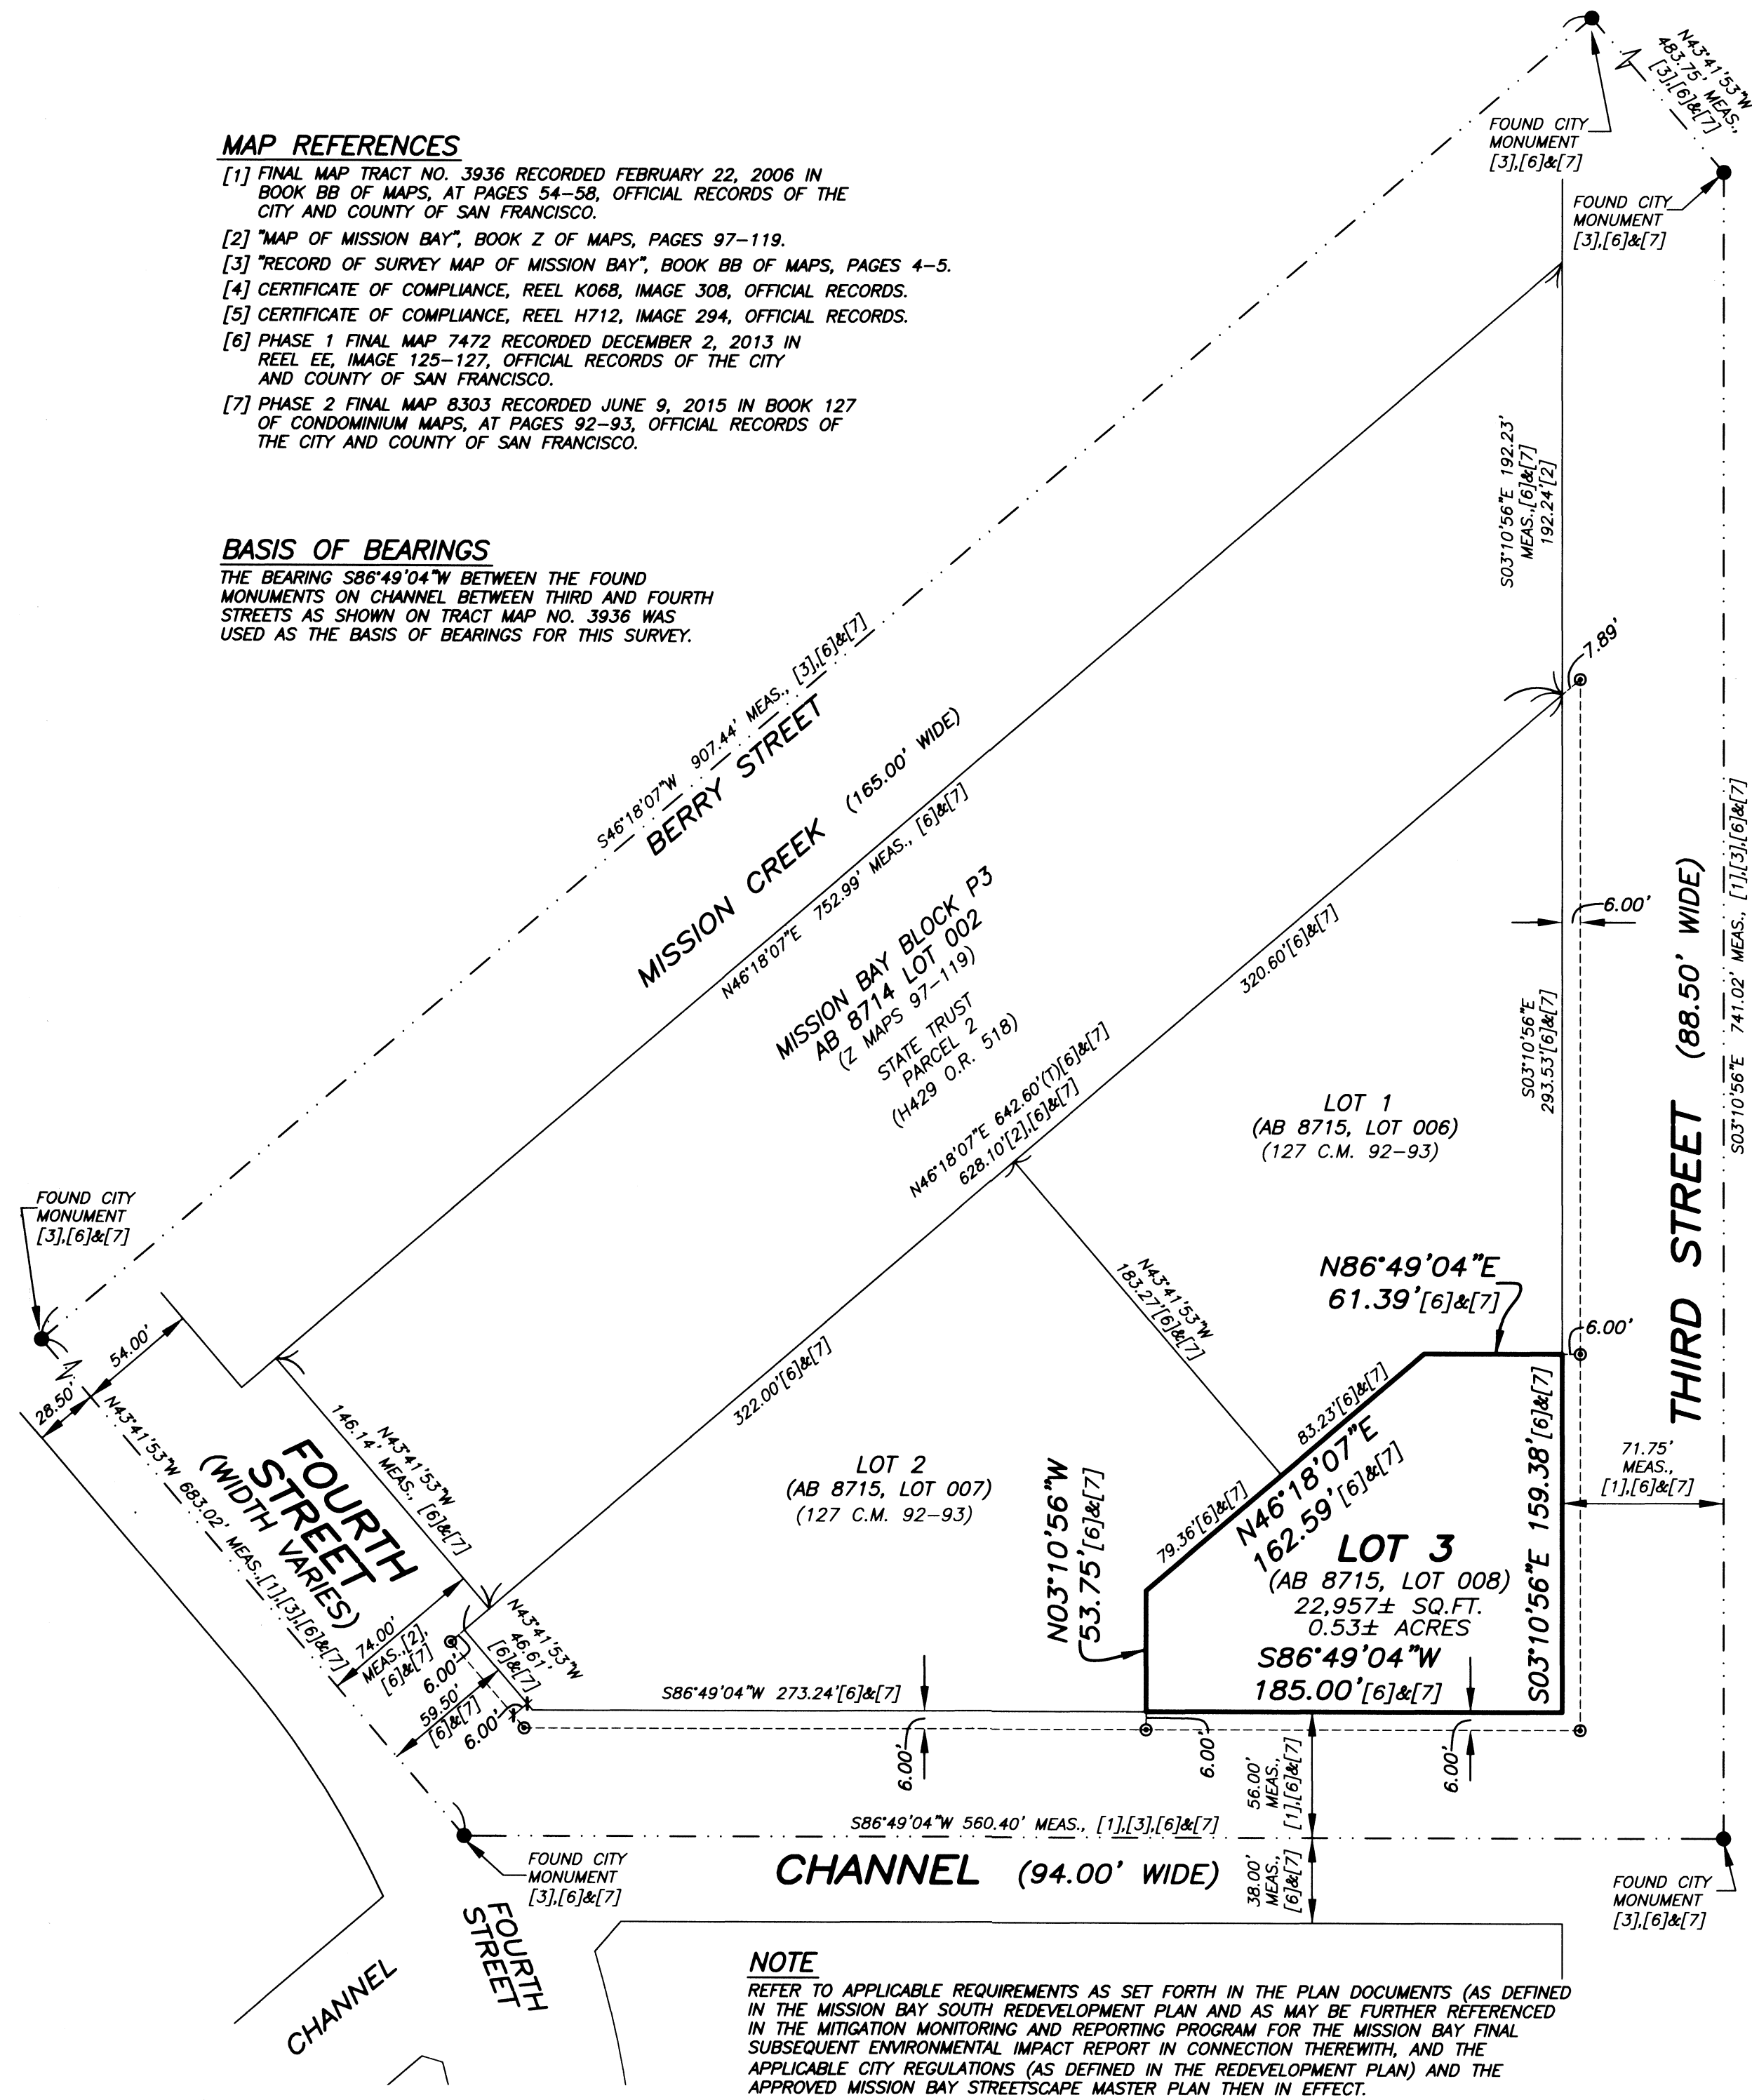 MAP REFERENCES
[1] FINAL MAP TRACT NO. 3936 RECORDED FEBRUARY 22, 2006 IN
BOOK BB OF MAPS, AT PAGES 54–58, OFFICIAL RECORDS OF THE
CITY AND COUNTY OF SAN FRANCISCO.
[2] "MAP OF MISSION BAY", BOOK Z OF MAPS, PAGES 97–119.
[3] "RECORD OF SURVEY MAP OF MISSION BAY", BOOK BB OF MAPS, PAGES 4–5.
[4] CERTIFICATE OF COMPLIANCE, REEL K068, IMAGE 308, OFFICIAL RECORDS.
[5] CERTIFICATE OF COMPLIANCE, REEL H712, IMAGE 294, OFFICIAL RECORDS.
[6] PHASE 1 FINAL MAP 7472 RECORDED DECEMBER 2, 2013 IN
REEL EE, IMAGE 125–127, OFFICIAL RECORDS OF THE CITY
AND COUNTY OF SAN FRANCISCO.
[7] PHASE 2 FINAL MAP 8303 RECORDED JUNE 9, 2015 IN BOOK 127
OF CONDOMINIUM MAPS, AT PAGES 92–93, OFFICIAL RECORDS OF
THE CITY AND COUNTY OF SAN FRANCISCO.
BASIS OF BEARINGS
THE BEARING S86°49'04"W BETWEEN THE FOUND
MONUMENTS ON CHANNEL BETWEEN THIRD AND FOURTH
STREETS AS SHOWN ON TRACT MAP NO. 3936 WAS
USED AS THE BASIS OF BEARINGS FOR THIS SURVEY.
N43°41'53"W
483.75' MEAS.,
[3],[6]&[7]
FOUND CITY
MONUMENT
[3],[6]&[7]
FOUND CITY
MONUMENT
[3],[6]&[7]
S03°10'56"E 192.23'
MEAS.,[6]&[7]
192.24'[2]
7.89'
S46°18'07"W 907.44' MEAS., [3],[6]&[7]
BERRY STREET
MISSION CREEK (165.00' WIDE)
N46°18'07"E 752.99' MEAS., [6]&[7]
MISSION BAY BLOCK P3
AB 8714 LOT 002
(Z MAPS 97–119)
STATE TRUST
PARCEL 2
(H429 O.R. 518)
6.00'
320.60'[6]&[7]
S03°10'56"E
293.53'[6]&[7]
THIRD STREET (88.50' WIDE)
S03°10'56"E 741.02' MEAS., [1],[3],[6]&[7]
N46°18'07"E 642.60'(T)[6]&[7]
628.10'[2],[6]&[7]
LOT 1
(AB 8715, LOT 006)
(127 C.M. 92–93)
FOUND CITY
MONUMENT
[3],[6]&[7]
N43°41'53"W
183.27'[6]&[7]
N86°49'04"E
61.39'[6]&[7]
6.00'
54.00'
28.50'
322.00'[6]&[7]
N43°41'53"W
146.14' MEAS., [6]&[7]
N43°41'53"W 683.02' MEAS.,[1],[3],[6]&[7]
FOURTH
STREET
(WIDTH
VARIES)
LOT 2
(AB 8715, LOT 007)
(127 C.M. 92–93)
83.23'[6]&[7]
79.36'[6]&[7]
N46°18'07"E
162.59'[6]&[7]
N03°10'56"W
53.75'[6]&[7]
LOT 3
(AB 8715, LOT 008)
22,957± SQ.FT.
0.53± ACRES
S86°49'04"W
185.00'[6]&[7]
S03°10'56"E 159.38'[6]&[7]
71.75'
MEAS.,
[1],[6]&[7]
74.00'
MEAS.,[2],
[6]&[7]
6.00'
N43°41'53"W
46.61'
[6]&[7]
59.50'
[6]&[7]
6.00'
S86°49'04"W 273.24'[6]&[7]
6.00'
6.00'
6.00'
56.00'
MEAS.,
[1],[6]&[7]
S86°49'04"W 560.40' MEAS., [1],[3],[6]&[7]
CHANNEL (94.00' WIDE)
38.00'
MEAS.,
[6]&[7]
FOUND CITY
MONUMENT
[3],[6]&[7]
FOUND CITY
MONUMENT
[3],[6]&[7]
FOURTH
STREET
CHANNEL
NOTE
REFER TO APPLICABLE REQUIREMENTS AS SET FORTH IN THE PLAN DOCUMENTS (AS DEFINED
IN THE MISSION BAY SOUTH REDEVELOPMENT PLAN AND AS MAY BE FURTHER REFERENCED
IN THE MITIGATION MONITORING AND REPORTING PROGRAM FOR THE MISSION BAY FINAL
SUBSEQUENT ENVIRONMENTAL IMPACT REPORT IN CONNECTION THEREWITH, AND THE
APPLICABLE CITY REGULATIONS (AS DEFINED IN THE REDEVELOPMENT PLAN) AND THE
APPROVED MISSION BAY STREETSCAPE MASTER PLAN THEN IN EFFECT.